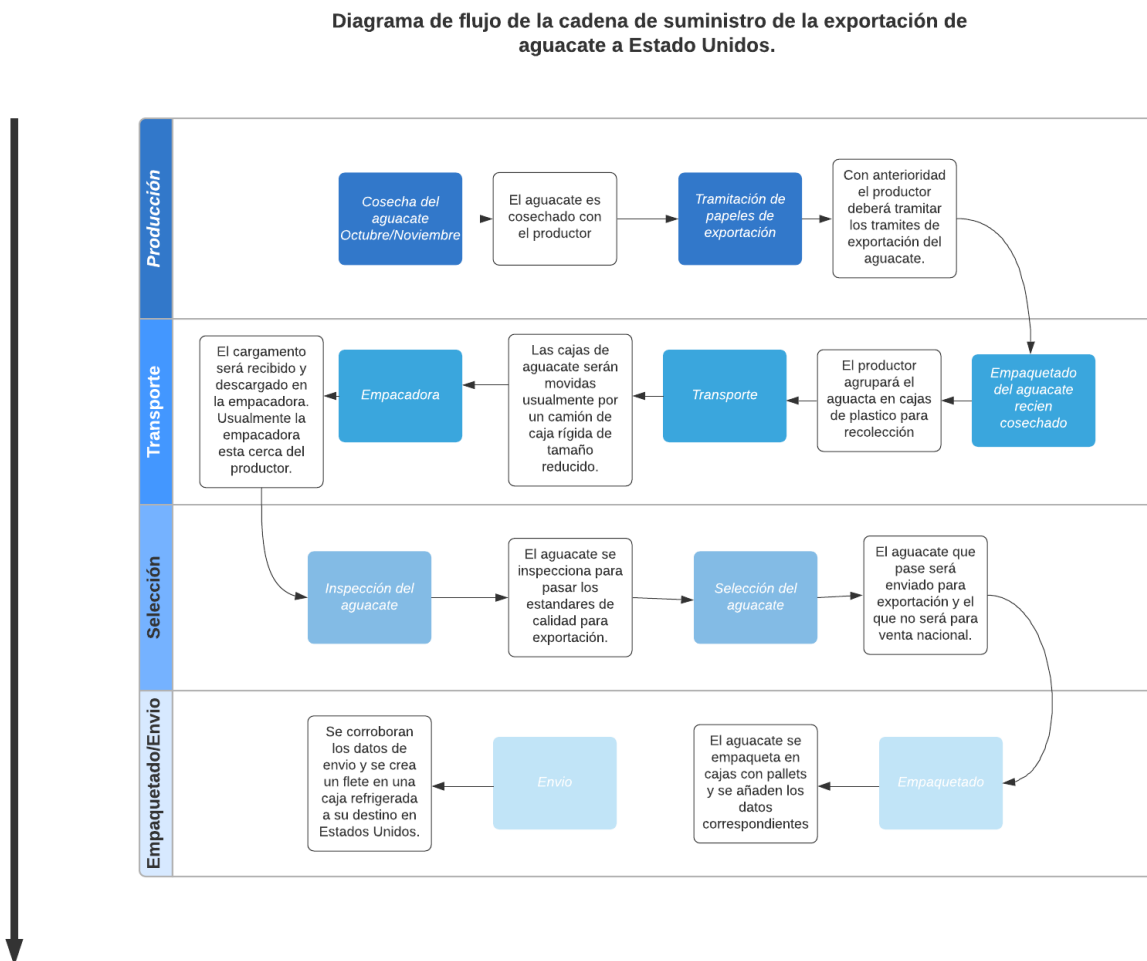 Diagrama de flujo de la cadena de suministro de la exportación de
aguacate a Estado Unidos.
Producción
Cosecha del
aguacate
Octubre/Noviembre
El aguacate es
cosechado con
el productor
Tramitación de
papeles de
exportación
Con anterioridad
el productor
deberá tramitar
los tramites de
exportación del
aguacate.
Transporte
Empaquetado
del aguacate
recien
cosechado
El productor
agrupará el
aguacta en cajas
de plastico para
recolección
Transporte
Las cajas de
aguacate serán
movidas
usualmente por
un camión de
caja rígida de
tamaño
reducido.
Empacadora
El cargamento
será recibido y
descargado en
la empacadora.
Usualmente la
empacadora
esta cerca del
productor.
Selección
Inspección del
aguacate
El aguacate se
inspecciona para
pasar los
estandares de
calidad para
exportación.
Selección del
aguacate
El aguacate que
pase será
enviado para
exportación y el
que no será para
venta nacional.
Empaquetado/Envio
Empaquetado
El aguacate se
empaqueta en
cajas con pallets
y se añaden los
datos
correspondientes
Envio
Se corroboran
los datos de
envio y se crea
un flete en una
caja refrigerada
a su destino en
Estados Unidos.